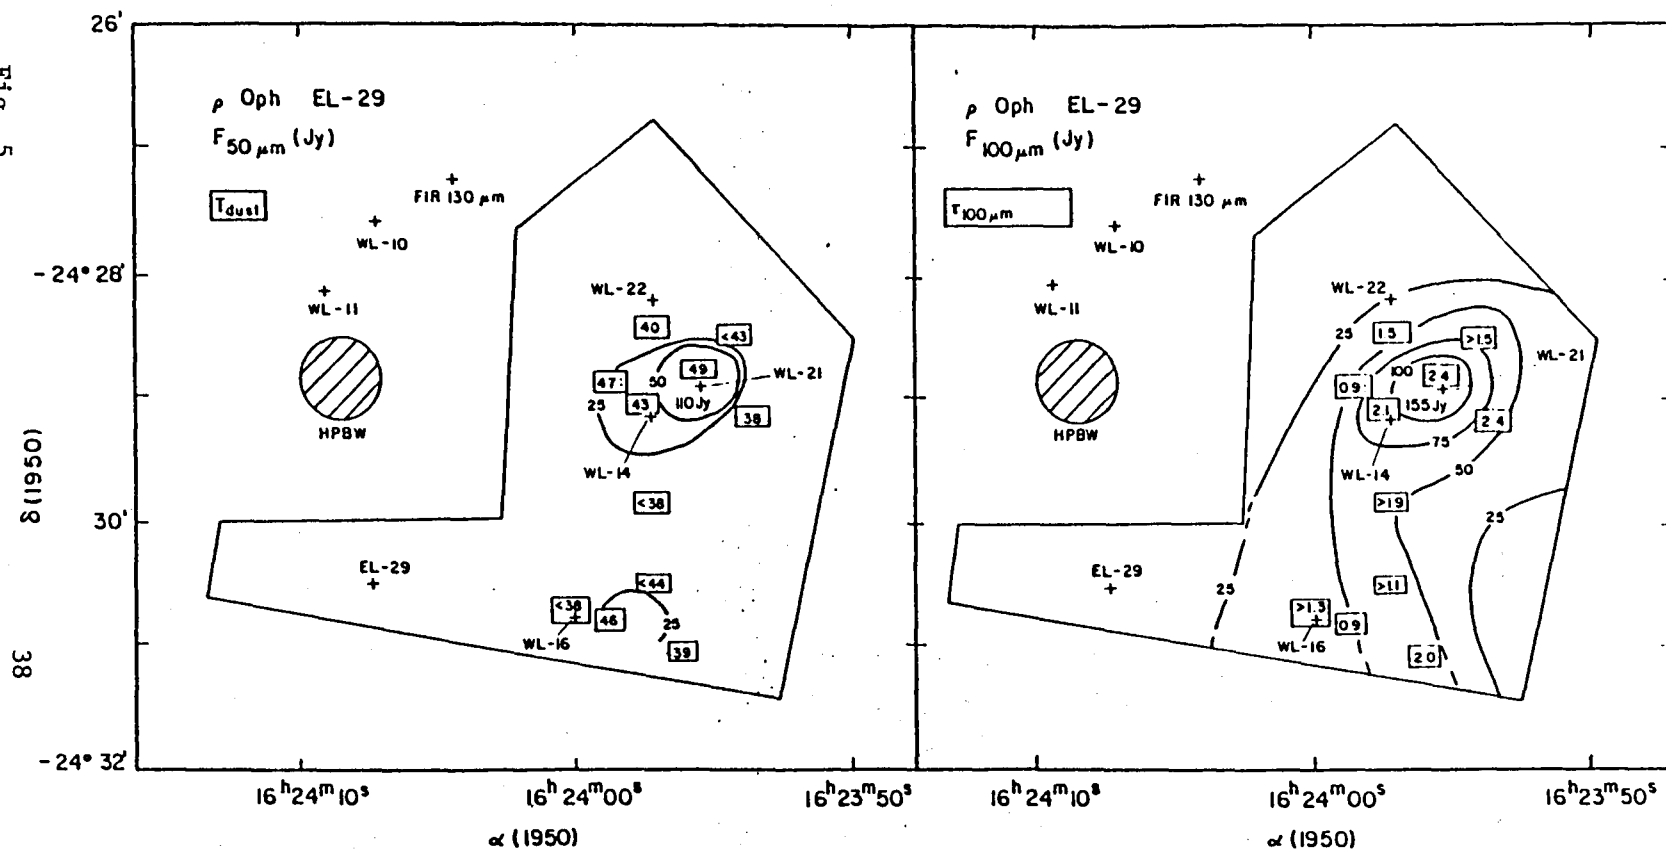 Fig. 5
38
26'
-24° 28'
30'
-24° 32'
δ (1950)
ρ Oph EL-29
F50 μm (Jy)
Tdust
FIR 130 μm
WL-10
WL-11
HPBW
WL-22
40
<43
47:
50
49
WL-21
43
110Jy
25
38
WL-14
<38
EL-29
<44
<38
46
25
WL-16
39
16h24m10s
16h24m00s
16h23m50s
α (1950)
ρ Oph EL-29
F100 μm (Jy)
τ100 μm
FIR 130 μm
WL-10
WL-11
HPBW
WL-22
25
1.5
>1.5
WL-21
0.9
100
2.4
2.1
155Jy
2.4
75
WL-14
50
>1.9
25
EL-29
25
>1.1
>1.3
0.9
WL-16
2.0
16h24m10s
16h24m00s
16h23m50s
α (1950)